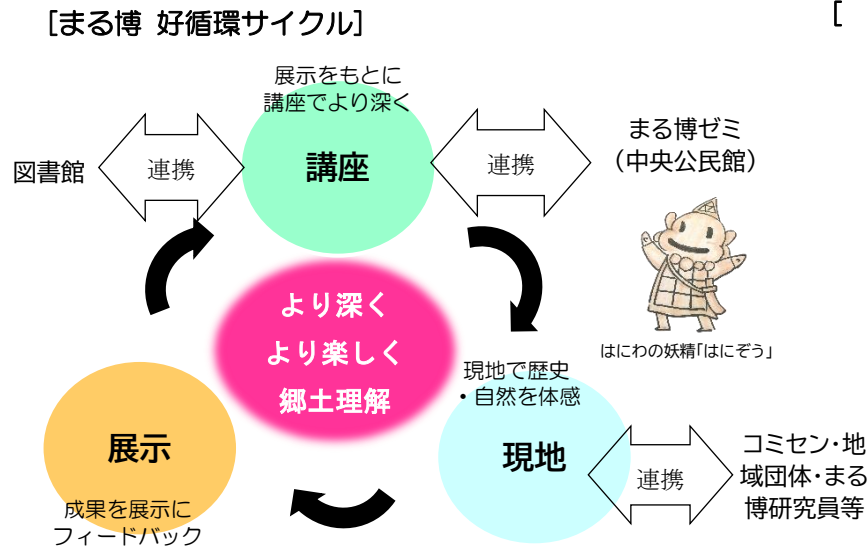 [まる博 好循環サイクル]
[
展示をもとに
講座でより深く
講座
図書館
連携
連携
まる博ゼミ
(中央公民館)
はにわの妖精「はにぞう」
より深く
より楽しく
郷土理解
現地で歴史
・自然を体感
現地
連携
コミセン・地
域団体・まる
博研究員等
展示
成果を展示に
フィードバック